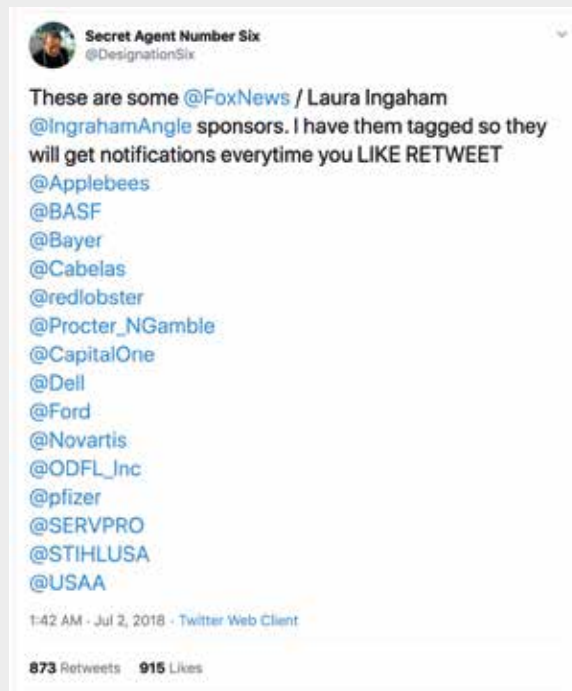 Secret Agent Number Six
@DesignationSix
These are some @FoxNews / Laura Ingaham
@IngrahamAngle sponsors. I have them tagged so they
will get notifications everytime you LIKE RETWEET
@Applebees
@BASF
@Bayer
@Cabelas
@redlobster
@Procter_NGamble
@CapitalOne
@Dell
@Ford
@Novartis
@ODFL_Inc
@pfizer
@SERVPRO
@STIHLUSA
@USAA
1:42 AM · Jul 2, 2018 · Twitter Web Client
873 Retweets 915 Likes